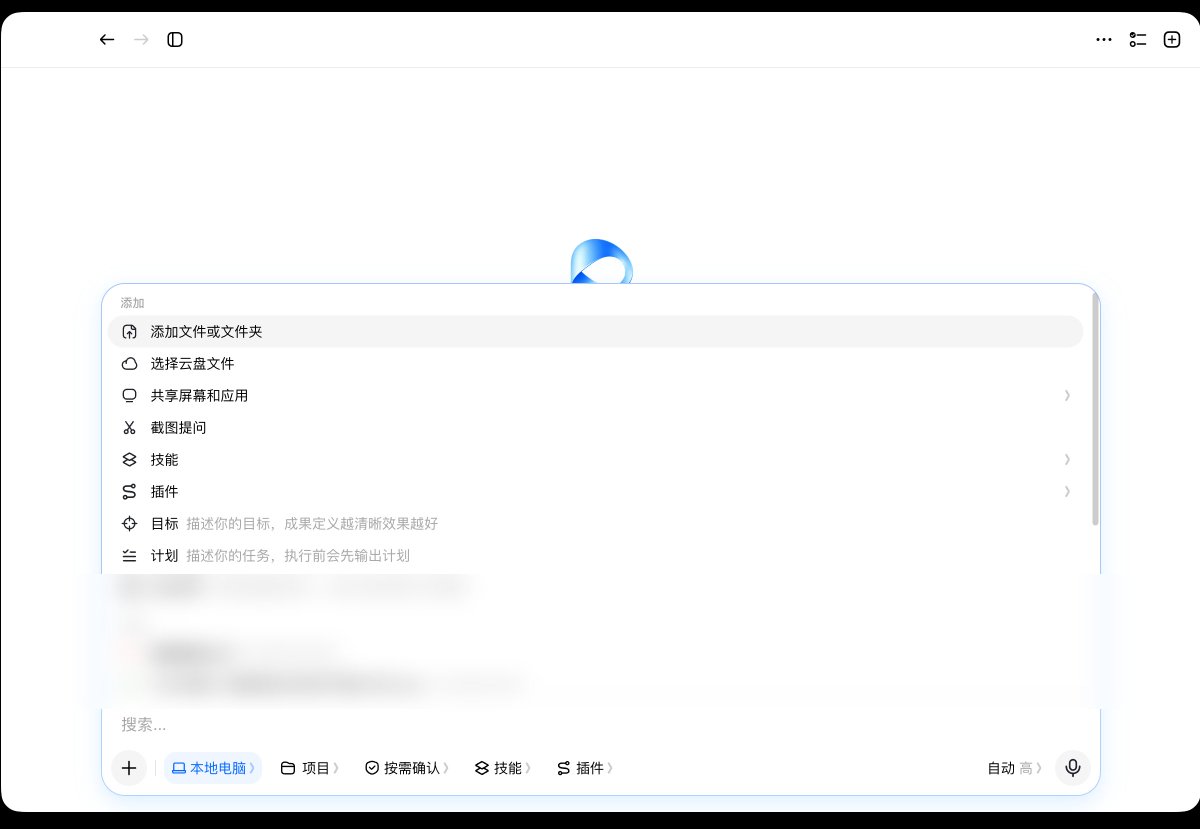 添加
添加文件或文件夹
选择云盘文件
共享屏幕和应用
截图提问
技能
插件
目标 描述你的目标，成果定义越清晰效果越好
计划 描述你的任务，执行前会先输出计划
搜索...
本地电脑 项目 按需确认 技能 插件 自动 高